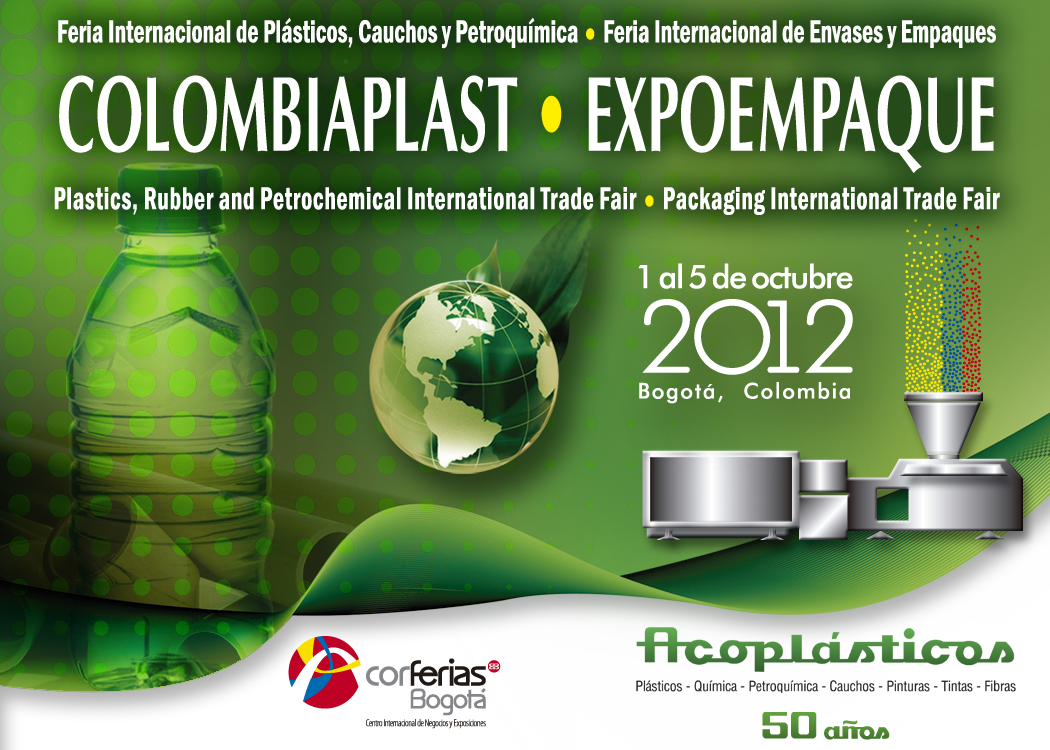 Feria Internacional de Plásticos, Cauchos y Petroquímica • Feria Internacional de Envases y Empaques
COLOMBIAPLAST • EXPOEMPAQUE
Plastics, Rubber and Petrochemical International Trade Fair • Packaging International Trade Fair
1 al 5 de octubre
2012
Bogotá, Colombia
corferias
Bogotá
Centro Internacional de Negocios y Exposiciones
Acoplásticos
Plásticos - Química - Petroquímica - Cauchos - Pinturas - Tintas - Fibras
50 años